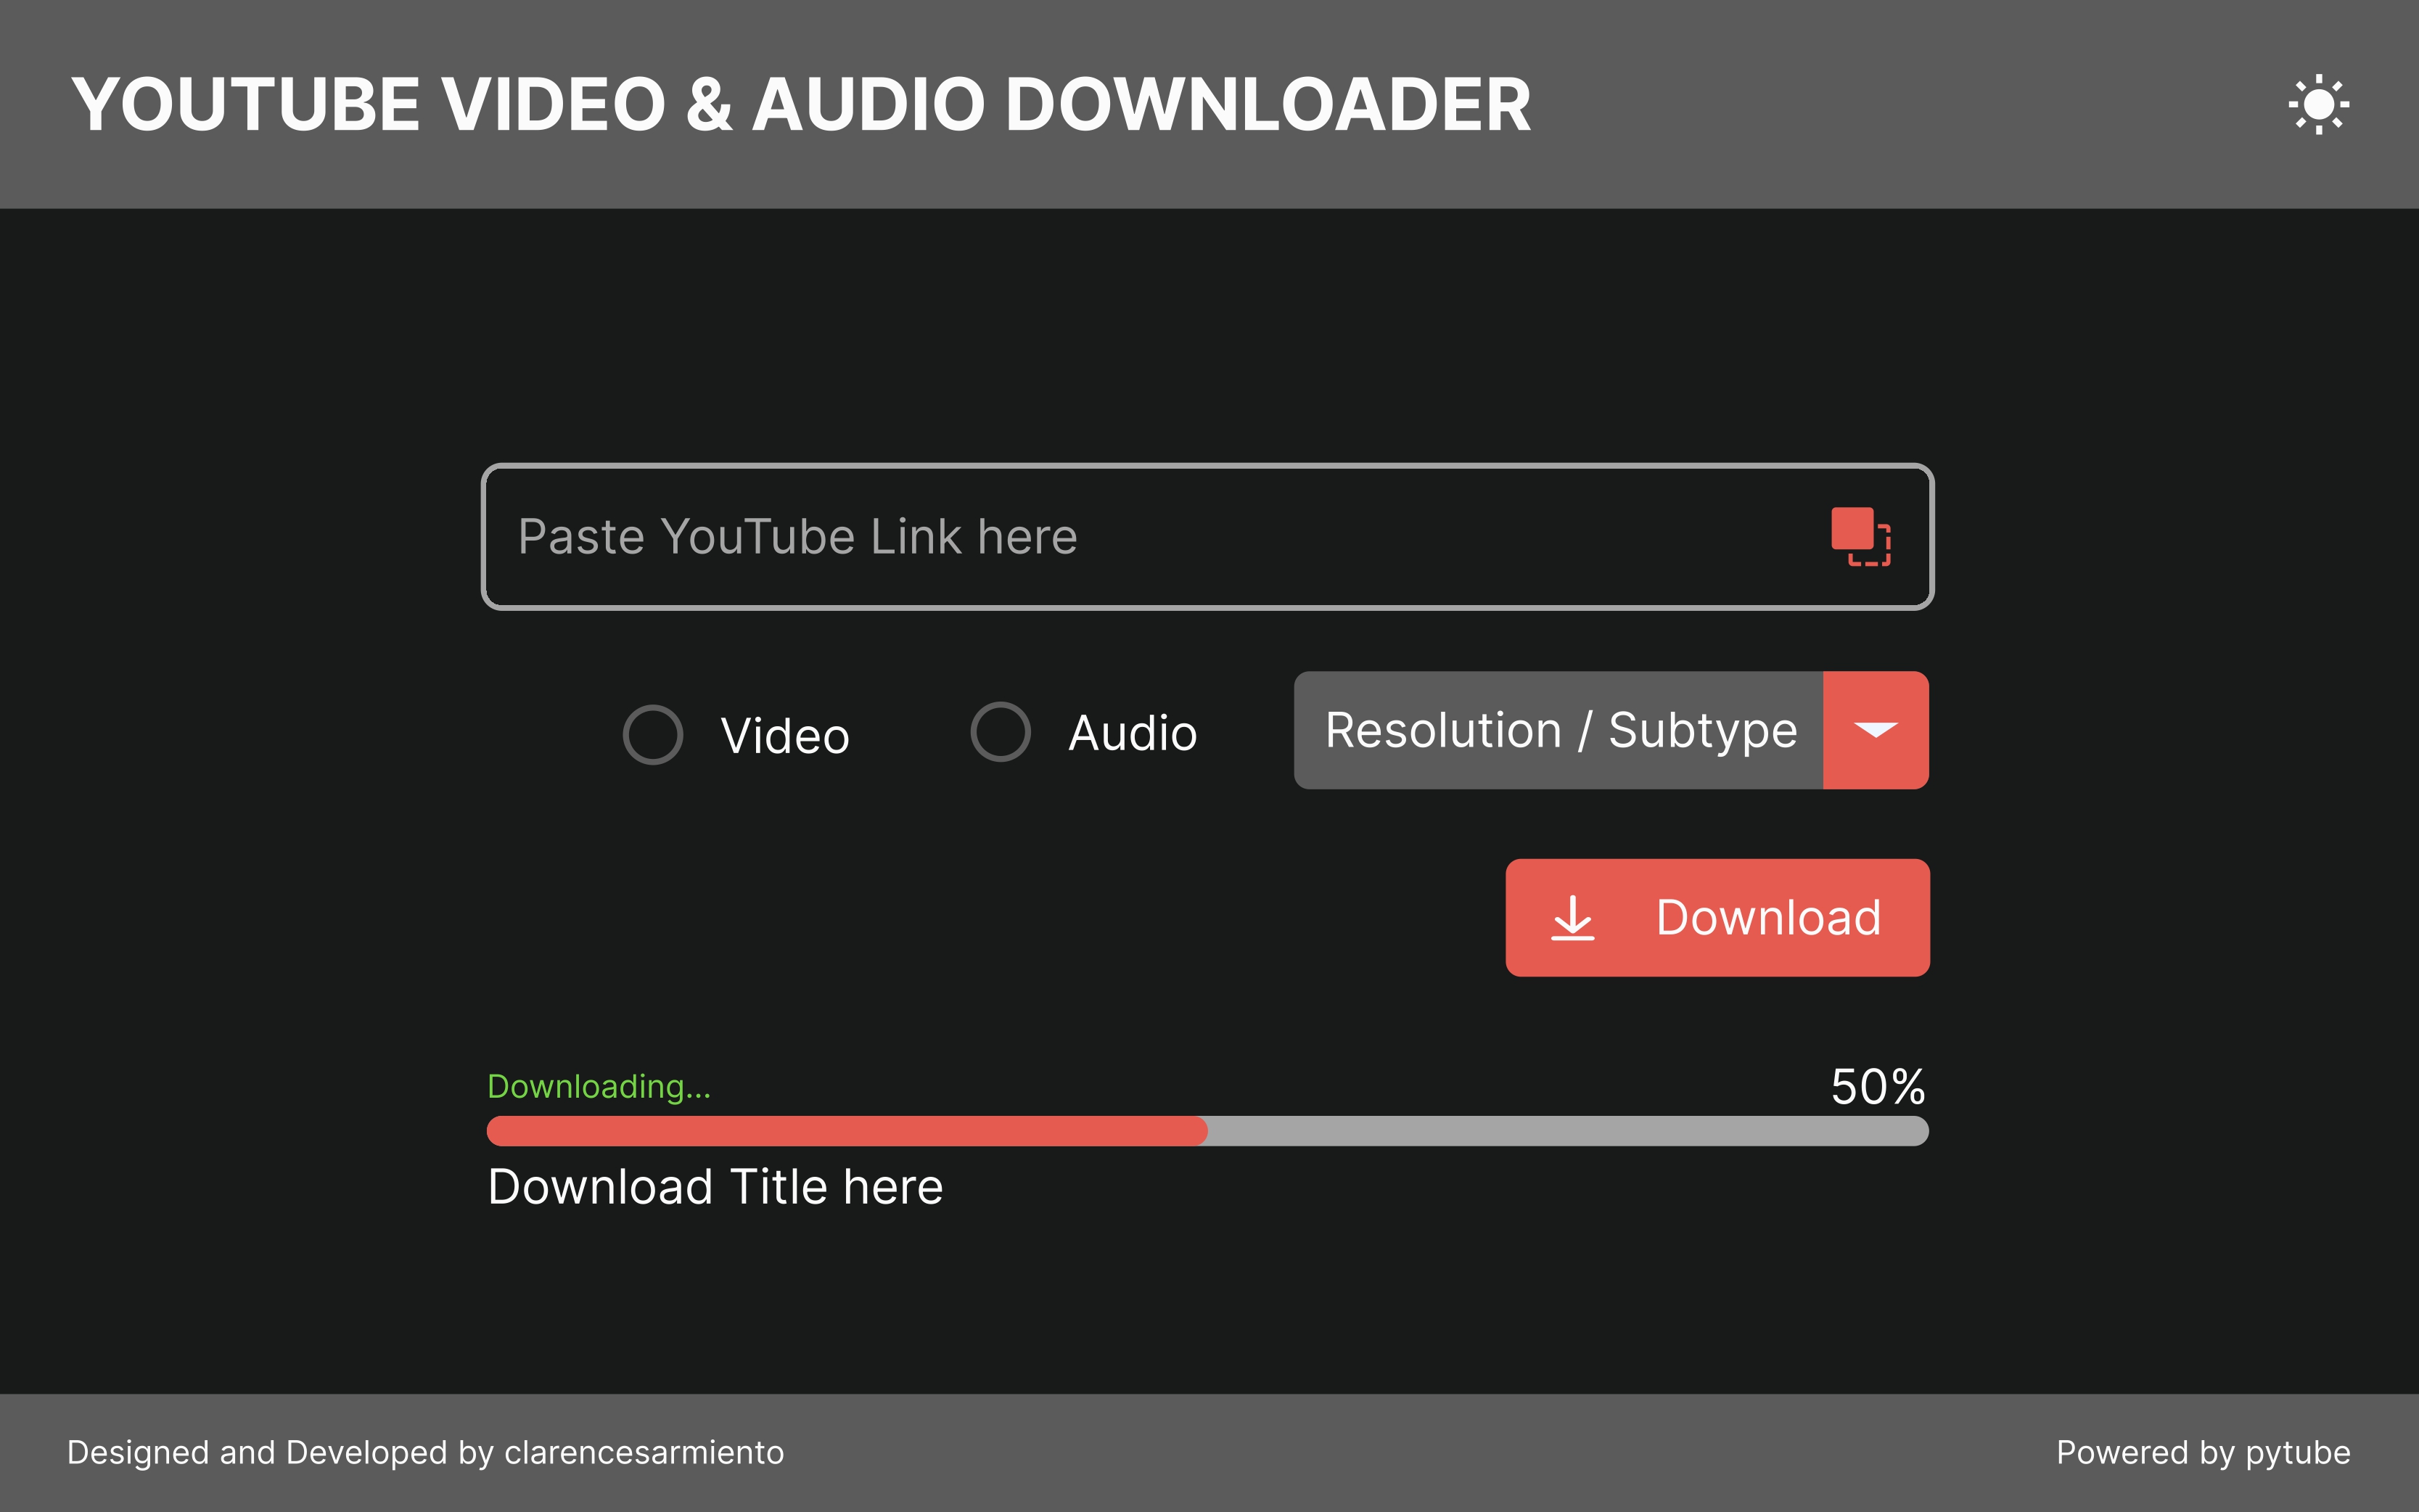 YOUTUBE VIDEO & AUDIO DOWNLOADER
Paste YouTube Link here
Video
Audio
Resolution / Subtype
Download
Downloading...
50%
Download Title here
Designed and Developed by clarencesarmiento
Powered by pytube